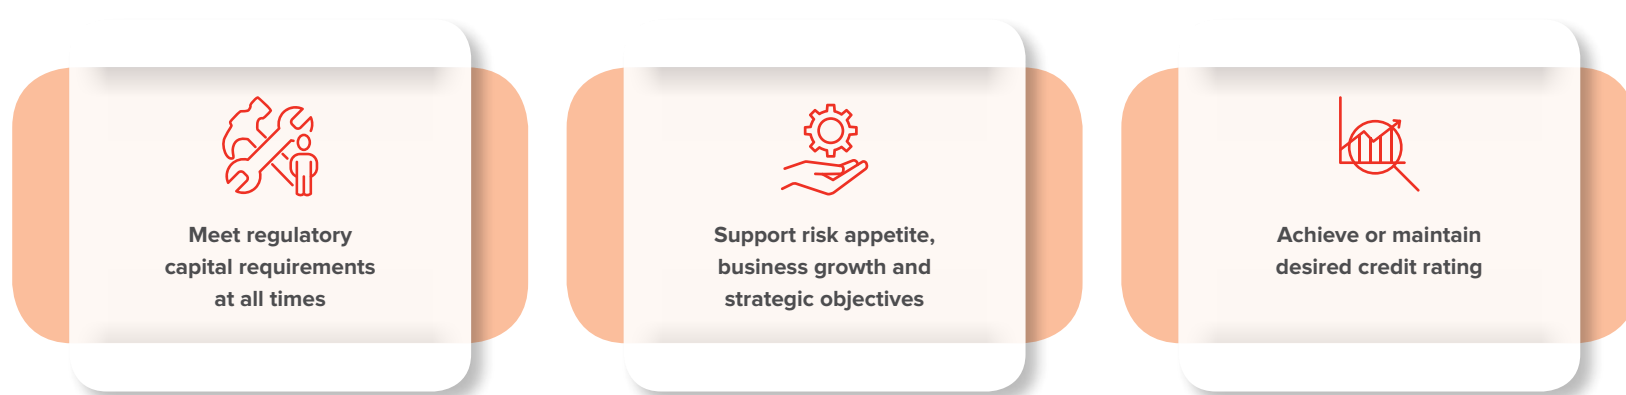 Meet regulatory
capital requirements
at all times
Support risk appetite,
business growth and
strategic objectives
Achieve or maintain
desired credit rating